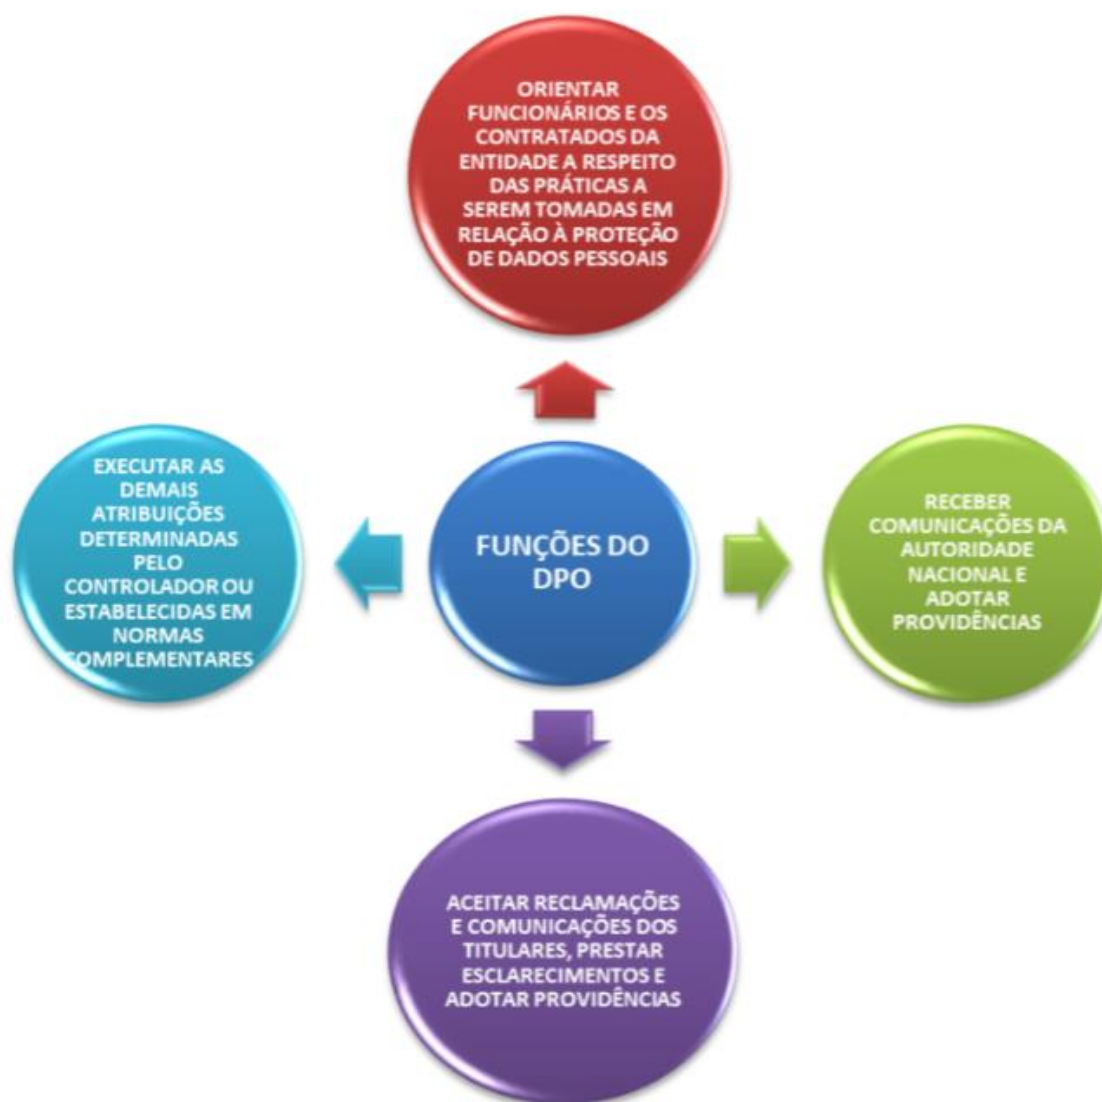 ORIENTAR
FUNCIONÁRIOS E OS
CONTRATADOS DA
ENTIDADE A RESPEITO
DAS PRÁTICAS A
SEREM TOMADAS EM
RELAÇÃO À PROTEÇÃO
DE DADOS PESSOAIS
EXECUTAR AS
DEMAIS
ATRIBUIÇÕES
DETERMINADAS
PELO
CONTROLADOR OU
ESTABELECIDAS EM
NORMAS
COMPLEMENTARES
FUNÇÕES DO
DPO
RECEBER
COMUNICAÇÕES DA
AUTORIDADE
NACIONAL E
ADOTAR
PROVIDÊNCIAS
ACEITAR RECLAMAÇÕES
E COMUNICAÇÕES DOS
TITULARES, PRESTAR
ESCLARECIMENTOS E
ADOTAR PROVIDÊNCIAS